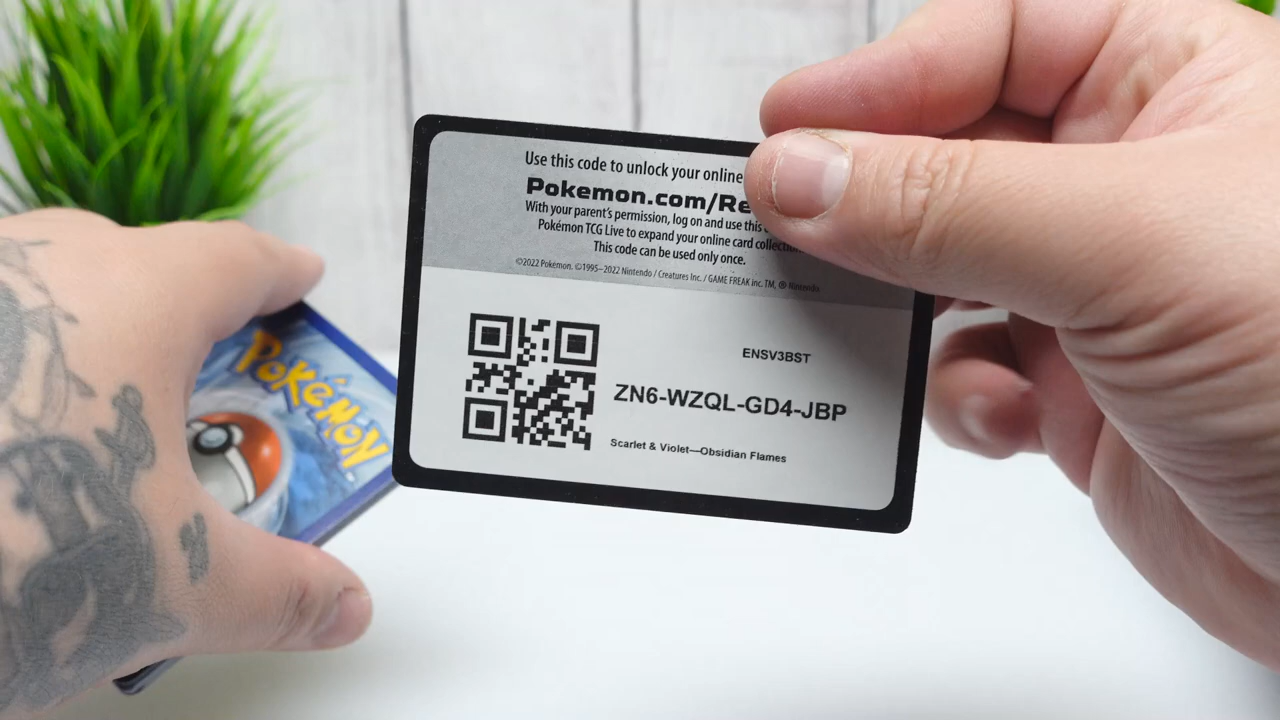 Use this code to unlock your online
Pokemon.com/Re
With your parent's permission, log on and use this
Pokémon TCG Live to expand your online card collection.
This code can be used only once.
©2022 Pokemon. ©1995–2022 Nintendo / Creatures Inc. / GAME FREAK inc. TM, ® Nintendo
ENSV3BST
ZN6-WZQL-GD4-JBP
Scarlet & Violet—Obsidian Flames
POKÉMON